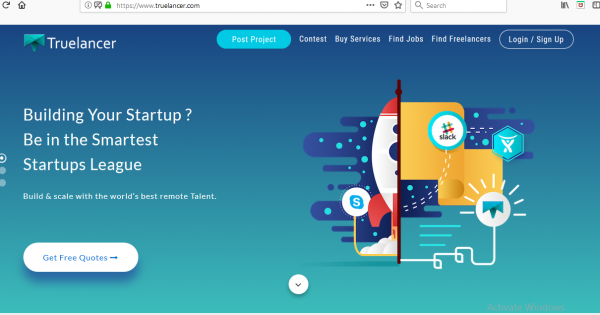 https://www.truelancer.com
Search
Truelancer
Post Project
Contest
Buy Services
Find Jobs
Find Freelancers
Login / Sign Up
Building Your Startup ?
Be in the Smartest
Startups League
Build & scale with the world's best remote Talent.
slack
S
Get Free Quotes
Activate Windows